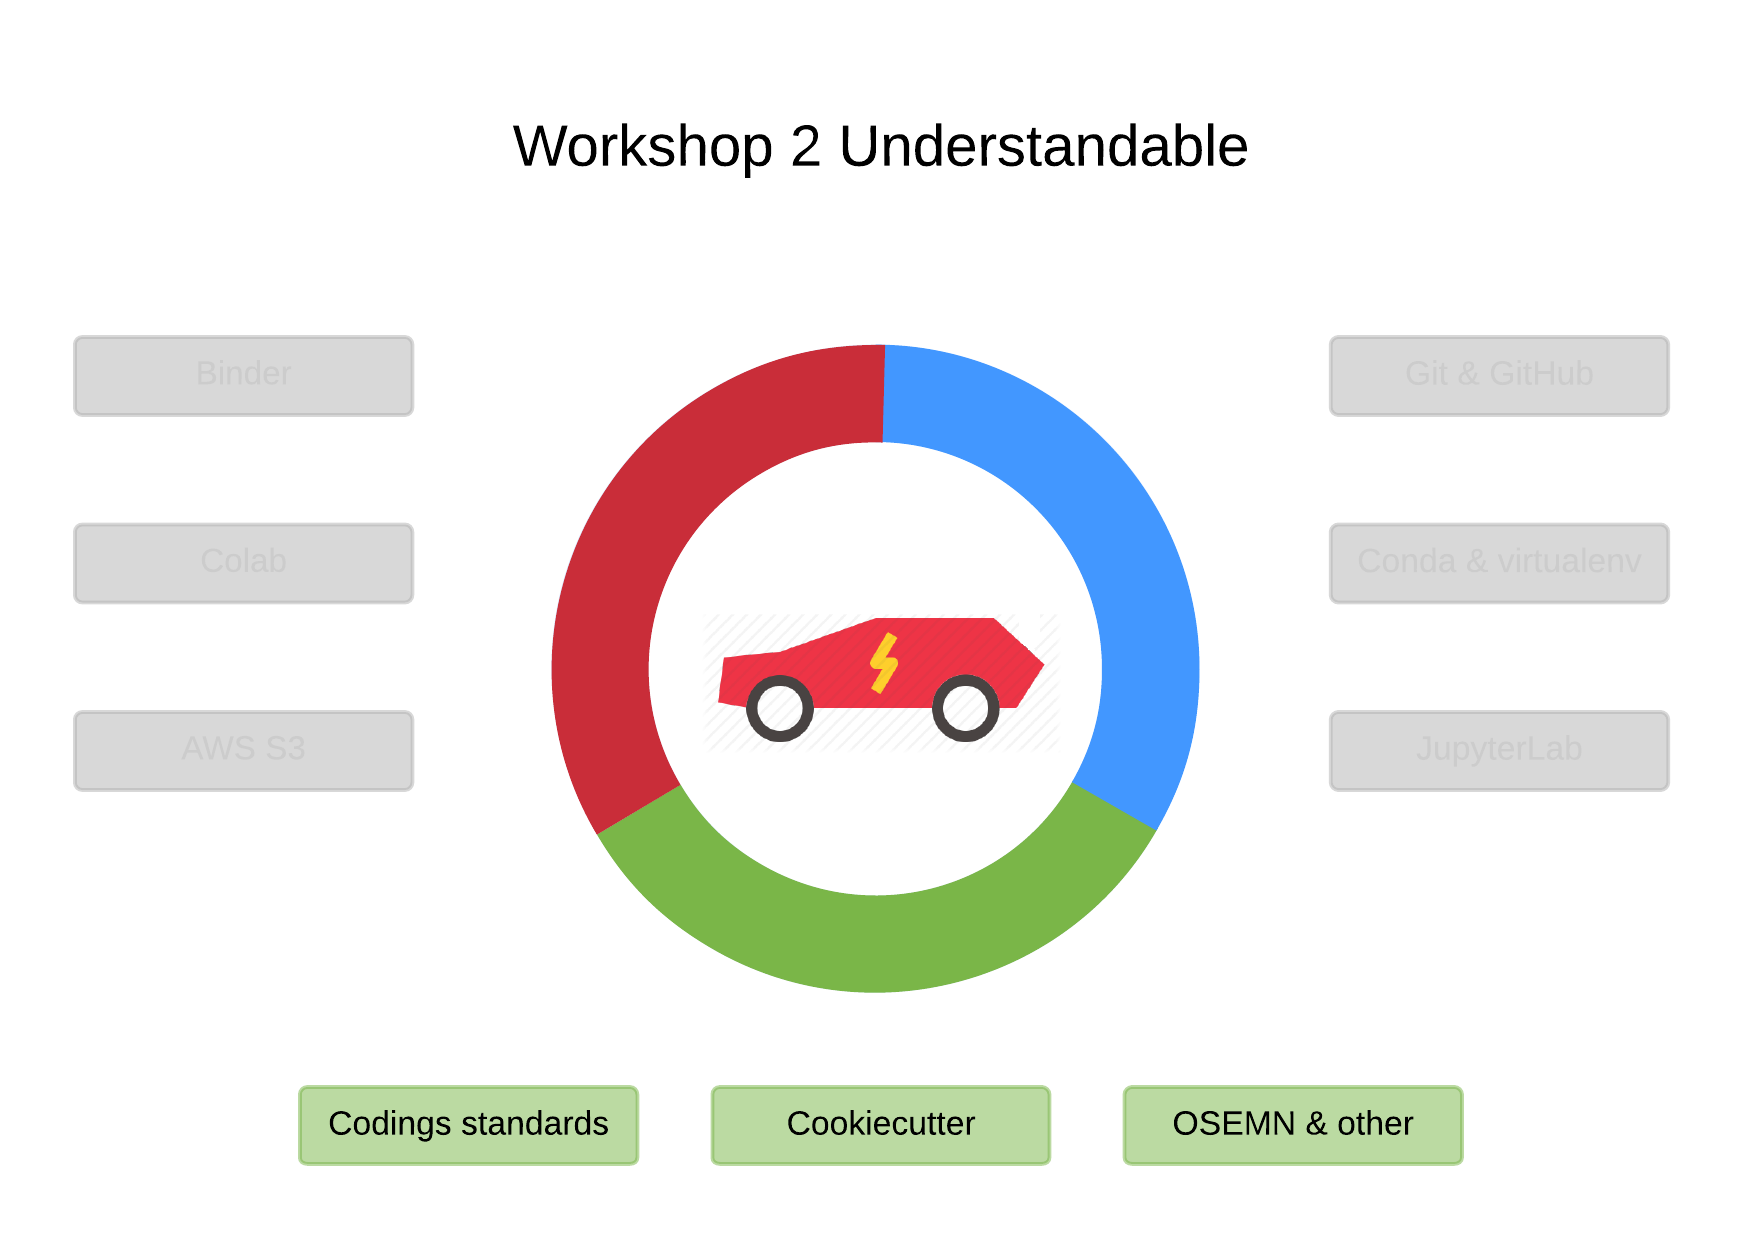 Workshop 2 Understandable
Binder
Git & GitHub
Colab
Conda & virtualenv
AWS S3
JupyterLab
Codings standards
Cookiecutter
OSEMN & other